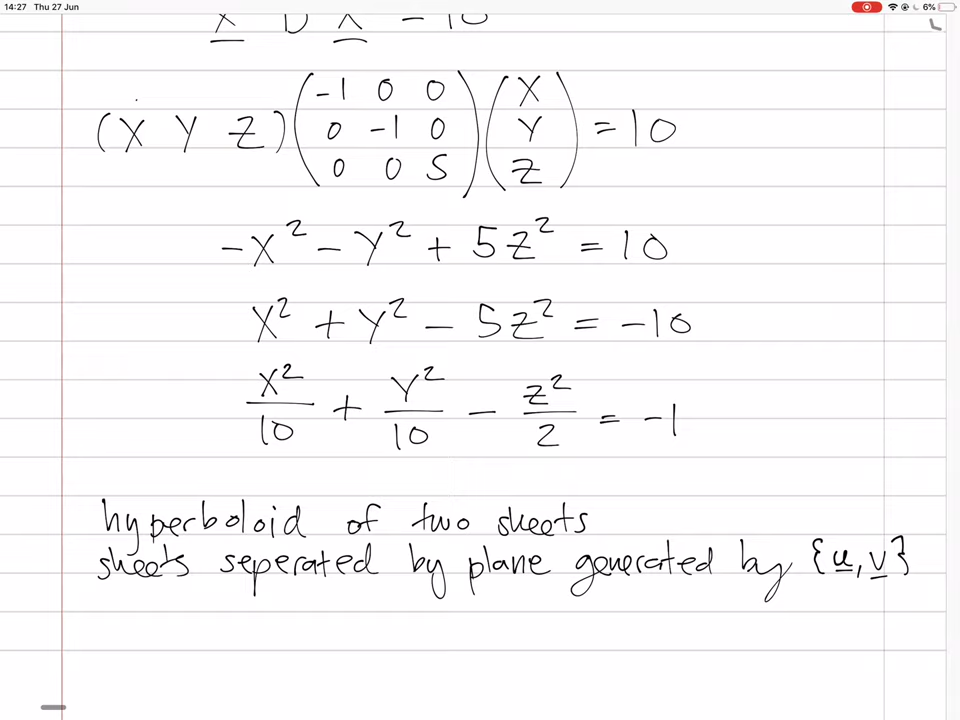 14:27 Thu 27 Jun 6%
X D X = 10
(X Y Z) (-1 0 0
0 -1 0
0 0 5) (X
Y
Z) = 10
-X² - Y² + 5Z² = 10
X² + Y² - 5Z² = -10
X²/10 + Y²/10 - Z²/2 = -1
hyperboloid of two sheets
sheets seperated by plane generated by {u, v}